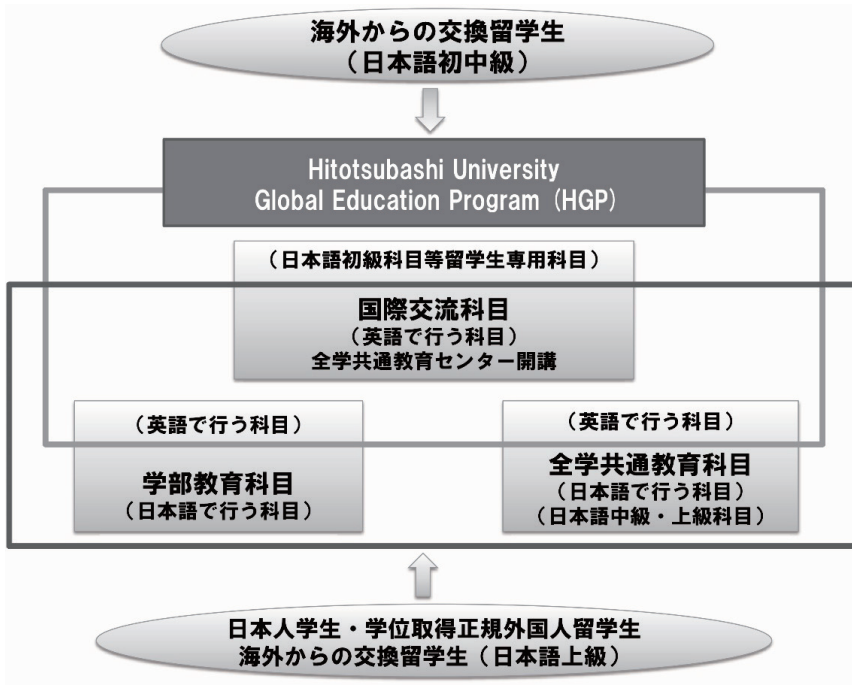 海外からの交換留学生
（日本語初中級）
Hitotsubashi University
Global Education Program（HGP）
（日本語初級科目等留学生専用科目）
国際交流科目
（英語で行う科目）
全学共通教育センター開講
（英語で行う科目）
学部教育科目
（日本語で行う科目）
（英語で行う科目）
全学共通教育科目
（日本語で行う科目）
（日本語中級・上級科目）
日本人学生・学位取得正規外国人留学生
海外からの交換留学生（日本語上級）